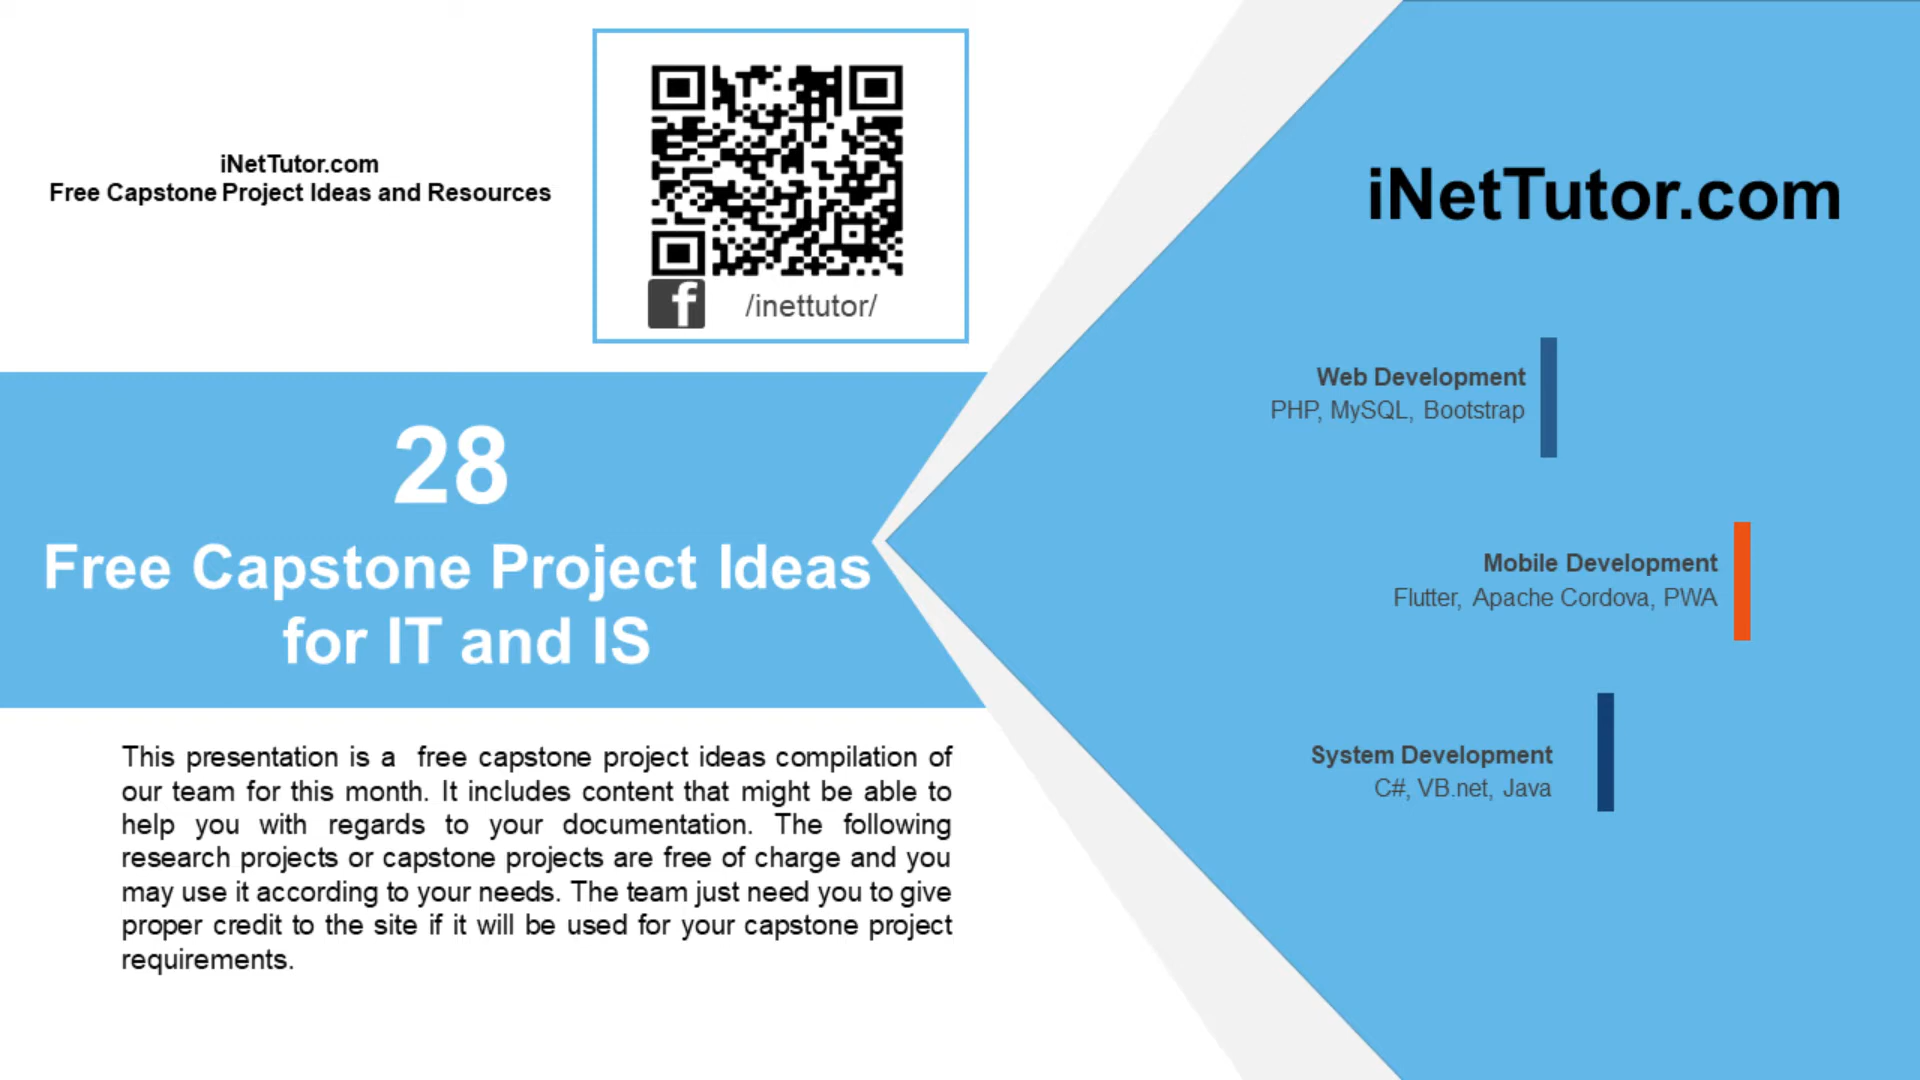 iNetTutor.com
Free Capstone Project Ideas and Resources
f /inettutor/
28
Free Capstone Project Ideas
for IT and IS
This presentation is a free capstone project ideas compilation of
our team for this month. It includes content that might be able to
help you with regards to your documentation. The following
research projects or capstone projects are free of charge and you
may use it according to your needs. The team just need you to give
proper credit to the site if it will be used for your capstone project
requirements.
iNetTutor.com
Web Development
PHP, MySQL, Bootstrap
Mobile Development
Flutter, Apache Cordova, PWA
System Development
C#, VB.net, Java